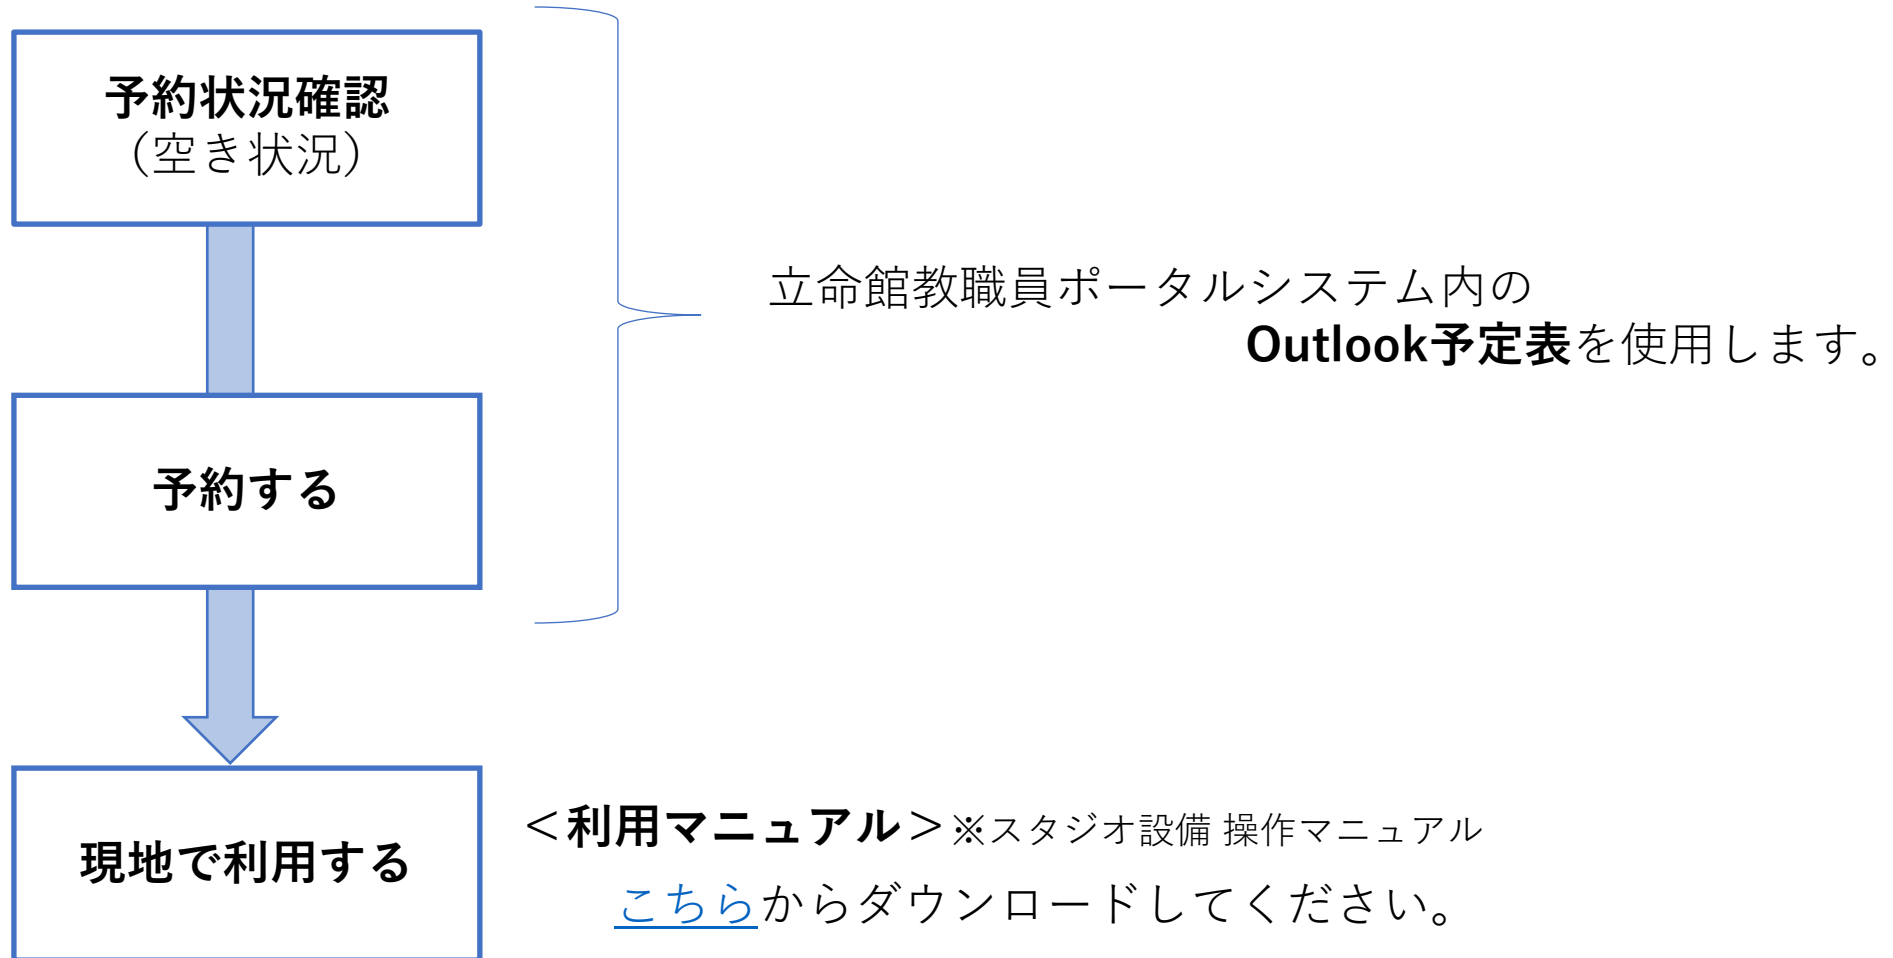 予約状況確認
（空き状況）
立命館教職員ポータルシステム内の
Outlook予定表を使用します。
予約する
現地で利用する
＜利用マニュアル＞※スタジオ設備 操作マニュアル
こちらからダウンロードしてください。